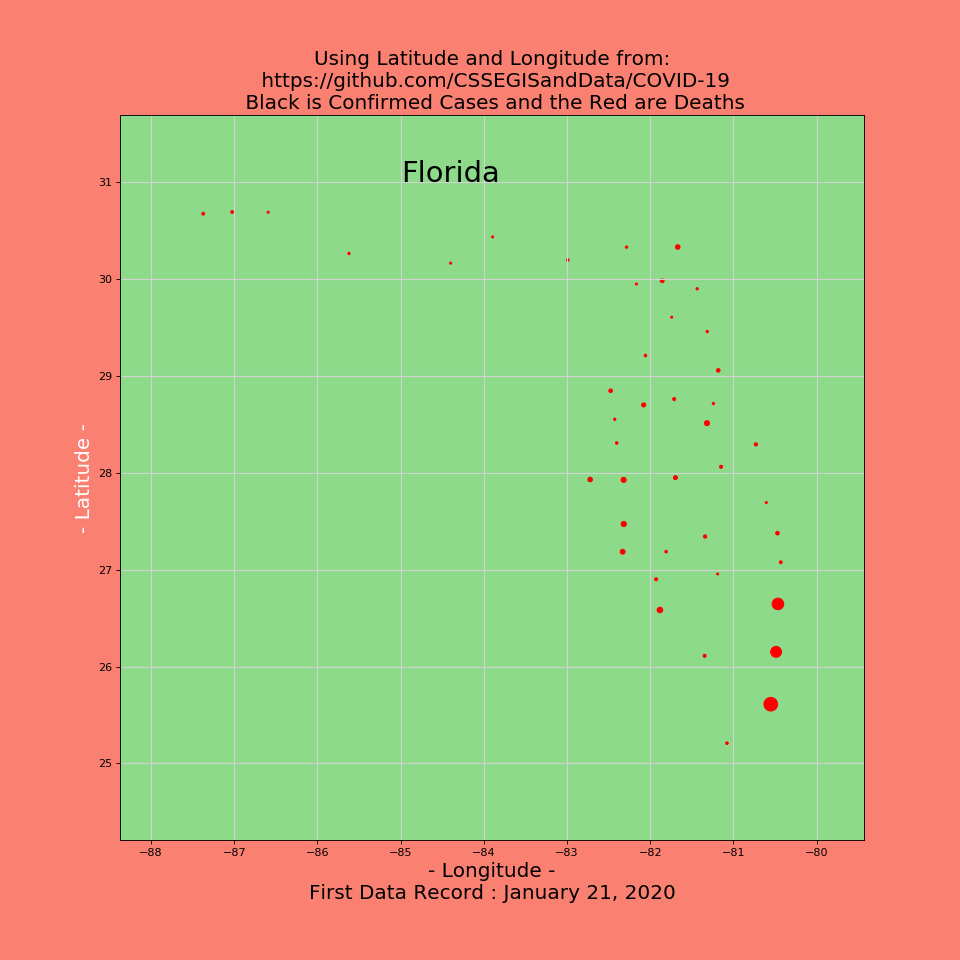 Using Latitude and Longitude from:
https://github.com/CSSEGISandData/COVID-19
Black is Confirmed Cases and the Red are Deaths
Florida
31
30
29
28
27
26
25
- Latitude -
−88 −87 −86 −85 −84 −83 −82 −81 −80
- Longitude -
First Data Record : January 21, 2020